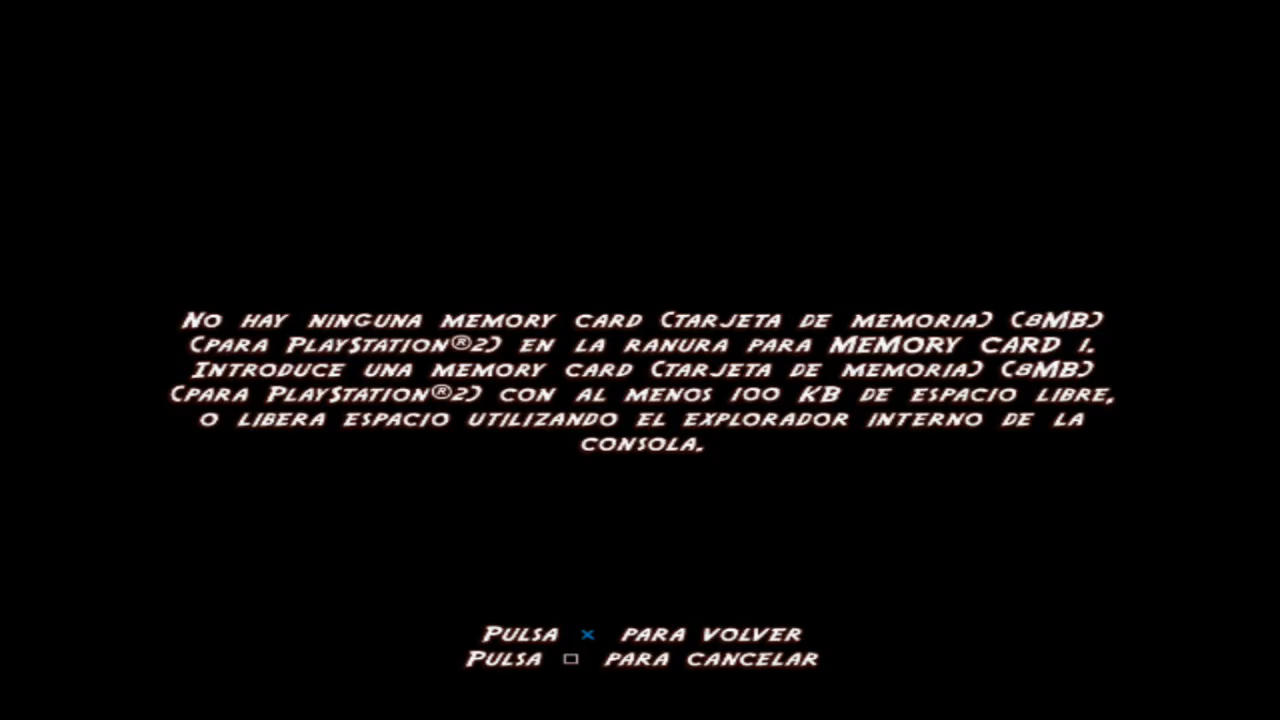 No hay ninguna memory card (tarjeta de memoria) (8MB)
(para PlayStation®2) en la ranura para MEMORY CARD 1.
Introduce una memory card (tarjeta de memoria) (8MB)
(para PlayStation®2) con al menos 100 KB de espacio libre,
o libera espacio utilizando el explorador interno de la
consola.
Pulsa × para volver
Pulsa □ para cancelar